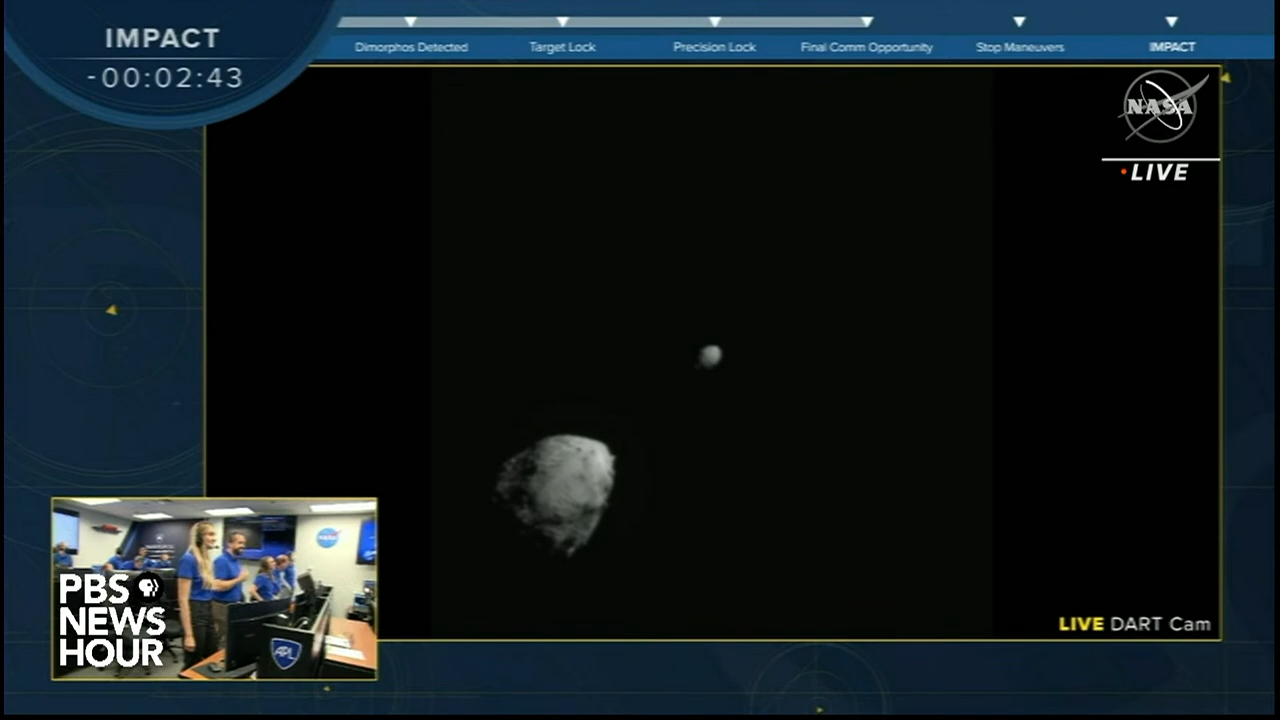 IMPACT
-00:02:43
Dimorphos Detected
Target Lock
Precision Lock
Final Comm Opportunity
Stop Maneuvers
IMPACT
NASA
LIVE
PBS
NEWS
HOUR
APL
LIVE DART Cam